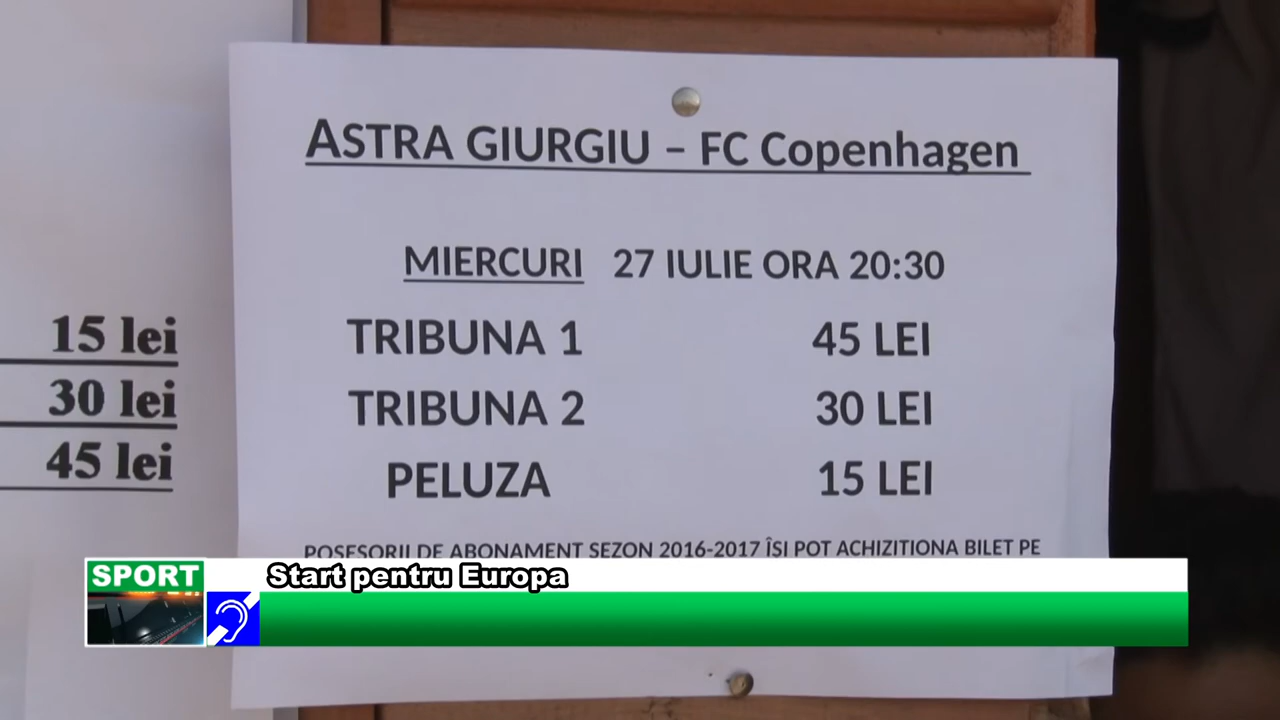 ASTRA GIURGIU – FC Copenhagen
MIERCURI 27 IULIE ORA 20:30
TRIBUNA 1 45 LEI
TRIBUNA 2 30 LEI
PELUZA 15 LEI
POSESORII DE ABONAMENT SEZON 2016-2017 ÎȘI POT ACHIZITIONA BILET PE
15 lei
30 lei
45 lei
SPORT
Start pentru Europa